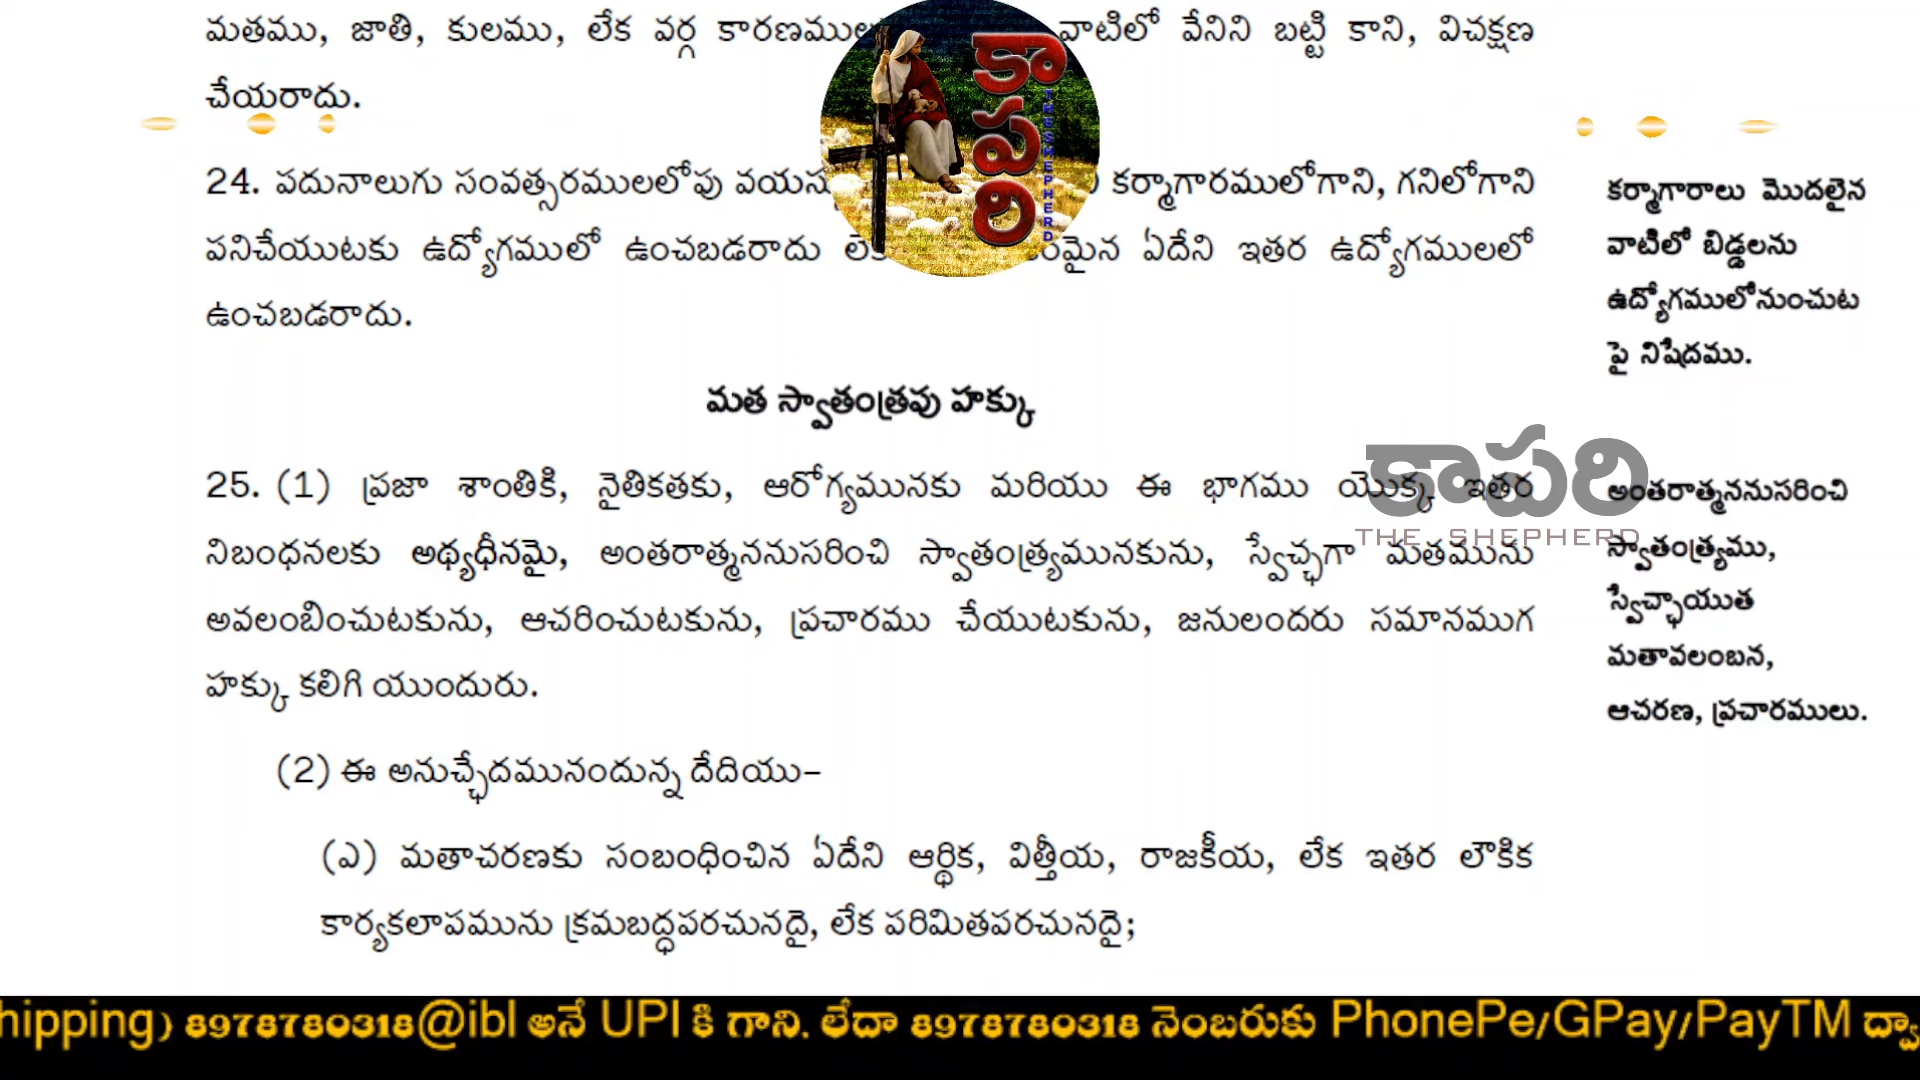 మతము, జాతి, కులము, లేక వర్గ వాటిలో వేనిని బట్టి కాని, విచక్షణ
చేయరాదు.
24. పదునాలుగు సంవత్సరములలోపు కర్మాగారములోగాని, గనిలోగాని
పనిచేయుటకు ఉద్యోగములో ఉంచబడరాదు ఏదేని ఇతర ఉద్యోగములలో
ఉంచబడరాదు.
కర్మాగారాలు మొదలైన
వాటిలో బిడ్డలను
ఉద్యోగములోనుంచుట
పై నిషేదము.
కాపరి
THE SHEPHERD
మత స్వాతంత్రపు హక్కు
25. (1) ప్రజా శాంతికి, నైతికతకు, ఆరోగ్యమునకు మరియు ఈ భాగము యొక్క ఇతర
నిబంధనలకు అథ్యధీనమై, అంతరాత్మననుసరించి స్వాతంత్ర్యమునకును, స్వేచ్ఛగా మతమును
అవలంబించుటకును, ఆచరించుటకును, ప్రచారము చేయుటకును, జనులందరు సమానముగ
హక్కు కలిగి యుందురు.
కాపరి
THE SHEPHERD
అంతరాత్మననుసరించి
స్వాతంత్ర్యము,
స్వేచ్ఛాయుత
మతావలంబన,
ఆచరణ, ప్రచారములు.
(2) ఈ అనుచ్ఛేదమునందున్న దేదియు–
(ఎ) మతాచరణకు సంబంధించిన ఏదేని ఆర్థిక, విత్తీయ, రాజకీయ, లేక ఇతర లౌకిక
కార్యకలాపమును క్రమబద్ధపరచునదై, లేక పరిమితపరచునదై;
hipping) 8978780318@ibl అనే UPI కి గాని. లేదా 8978780318 నెంబరుకు PhonePe/GPay/PayTM ద్వా